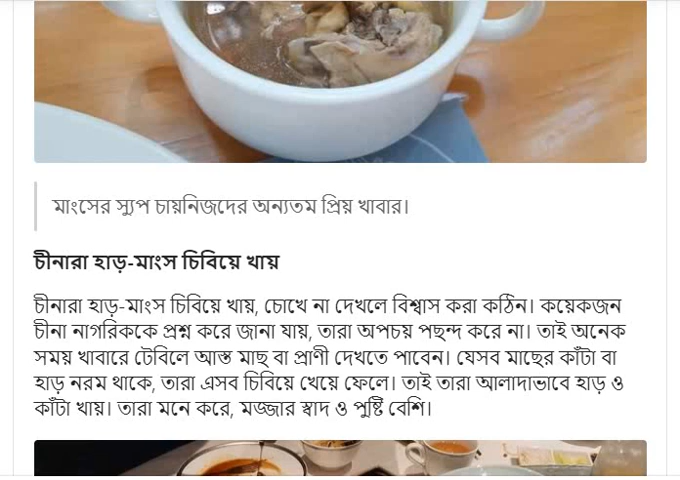 মাংসের স্যুপ চায়নিজদের অন্যতম প্রিয় খাবার।
চীনারা হাড়-মাংস চিবিয়ে খায়
চীনারা হাড়-মাংস চিবিয়ে খায়, চোখে না দেখলে বিশ্বাস করা কঠিন। কয়েকজন
চীনা নাগরিককে প্রশ্ন করে জানা যায়, তারা অপচয় পছন্দ করে না। তাই অনেক
সময় খাবারে টেবিলে আস্ত মাছ বা প্রাণী দেখতে পাবেন। যেসব মাছের কাঁটা বা
হাড় নরম থাকে, তারা এসব চিবিয়ে খেয়ে ফেলে। তাই তারা আলাদাভাবে হাড় ও
কাঁটা খায়। তারা মনে করে, মজ্জার স্বাদ ও পুষ্টি বেশি।